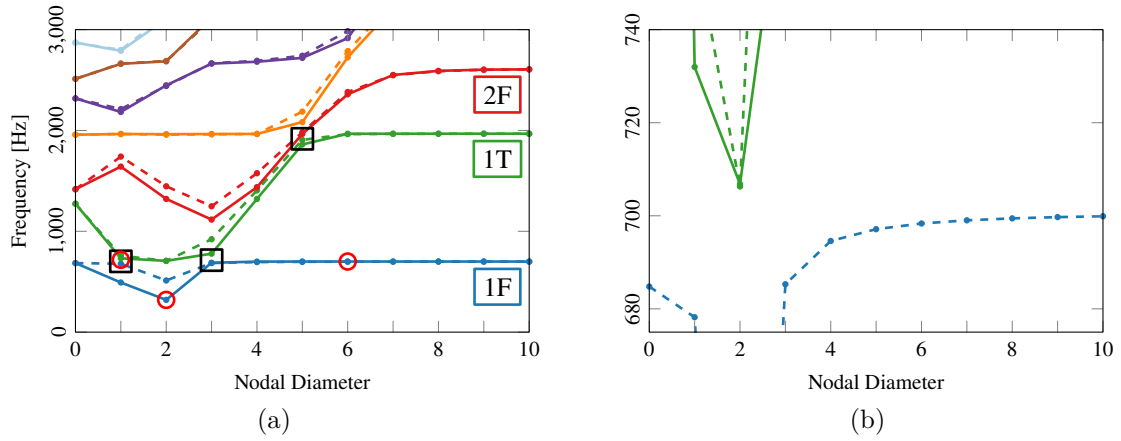 3,000
2,000
1,000
0
Frequency [Hz]
2F
1T
1F
0 2 4 6 8 10
Nodal Diameter
(a)
740
720
700
680
0 2 4 6 8 10
Nodal Diameter
(b)